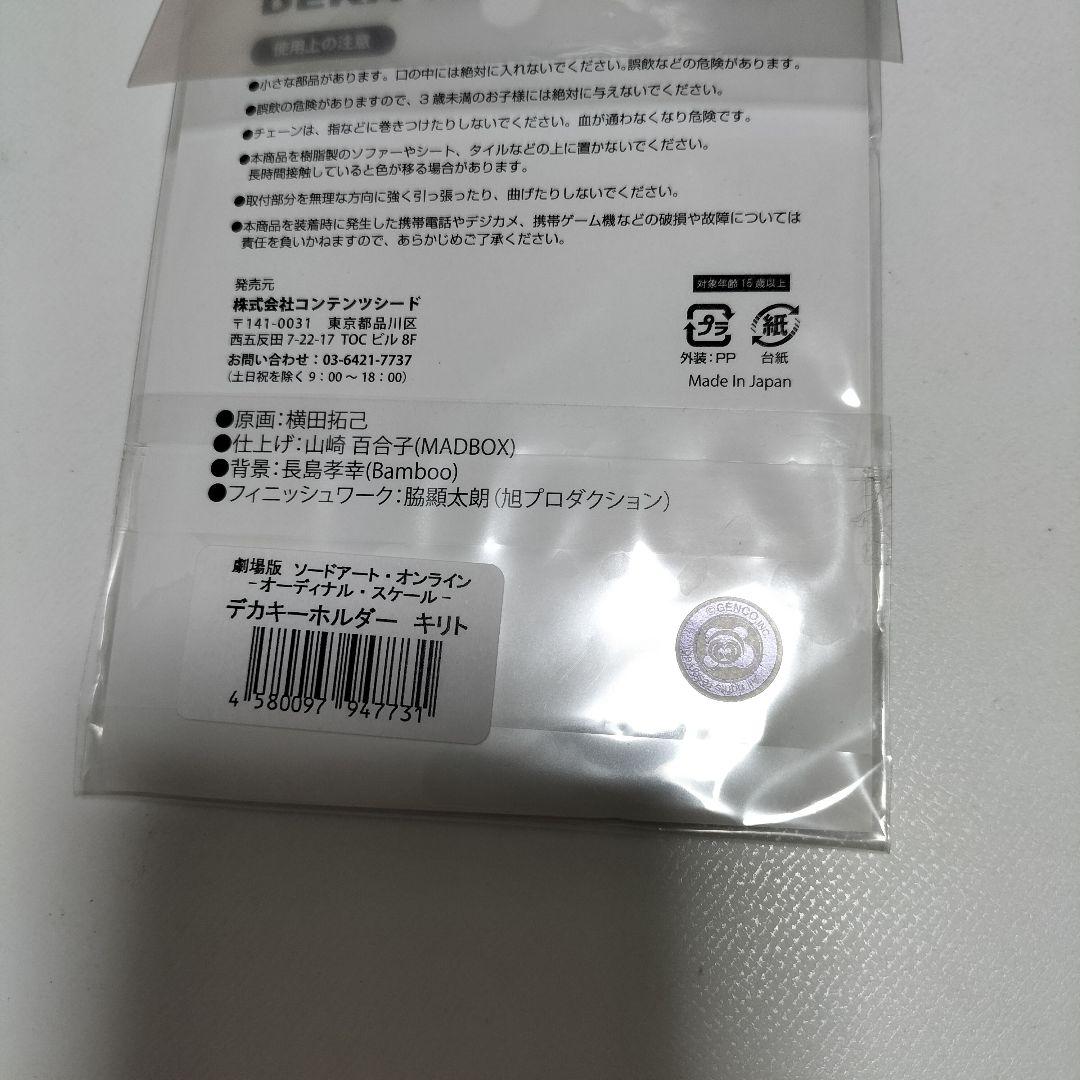 使用上の注意
●小さな部品があります。口の中には絶対に入れないでください。誤飲などの危険があります。
●誤飲の危険がありますので、3歳未満のお子様には絶対に与えないでください。
●チェーンは、指などに巻きつけたりしないでください。血が通わなくなり危険です。
●本商品を樹脂製のソファーやシート、タイルなどの上に置かないでください。
長時間接触していると色が移る場合があります。
●取付部分を無理な方向に強く引っ張ったり、曲げたりしないでください。
●本商品を装着時に発生した携帯電話やデジカメ、携帯ゲーム機などの破損や故障については
責任を負いかねますので、あらかじめご了承ください。
発売元
株式会社コンテンツシード
〒141-0031 東京都品川区
西五反田 7-22-17 TOC ビル 8F
お問い合わせ：03-6421-7737
（土日祝を除く 9：00 ～ 18：00）
対象年齢 15 歳以上
プラ
紙
外装：PP
台紙
Made In Japan
●原画：横田拓己
●仕上げ：山崎 百合子(MADBOX)
●背景：長島孝幸(Bamboo)
●フィニッシュワーク：脇顯太朗（旭プロダクション）
劇場版 ソードアート・オンライン
-オーディナル・スケール-
デカキーホルダー キリト
4 580097 947731
©GENCO,INC.